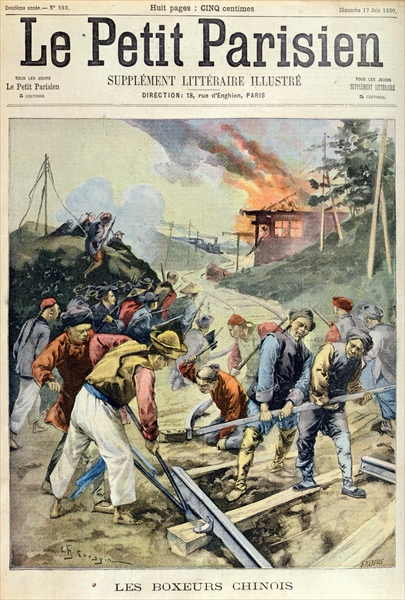 Douzième année.—N° 593.
Huit pages : CINQ centimes
Dimanche 17 Juin 1900.
Le Petit Parisien
TOUS LES JOURS
Le Petit Parisien
5 CENTIMES.
SUPPLÉMENT LITTÉRAIRE ILLUSTRÉ
DIRECTION: 18, rue d'Enghien, PARIS
TOUS LES JEUDIS
SUPPLÉMENT LITTÉRAIRE
5 CENTIMES.
LES BOXEURS CHINOIS